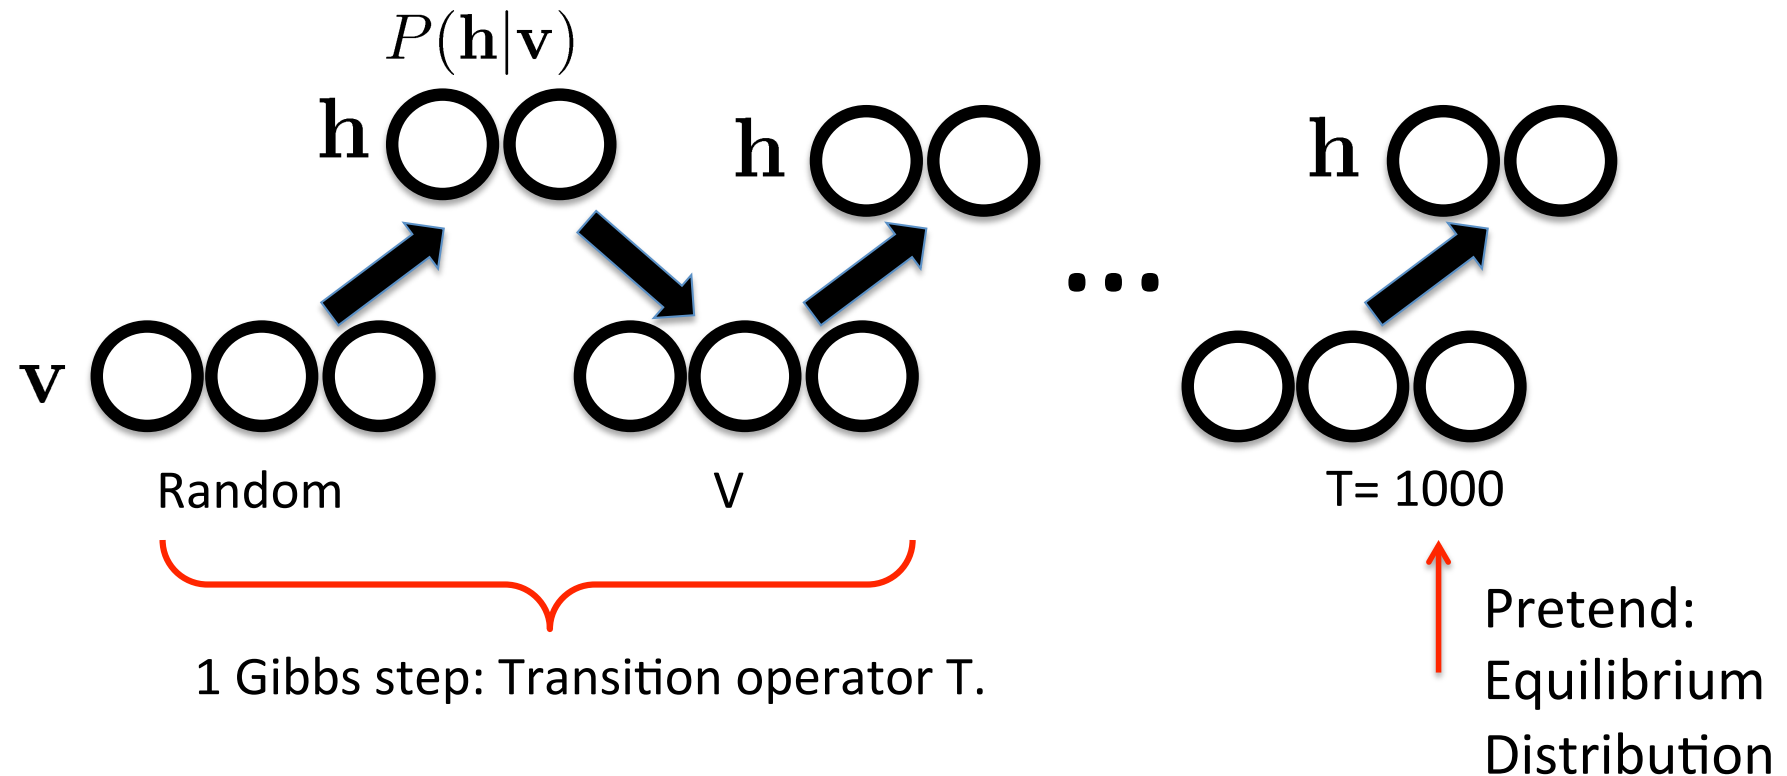 P(h|v)
h
h
h
...
v
Random
V
T= 1000
1 Gibbs step: Transition operator T.
Pretend:
Equilibrium
Distribution